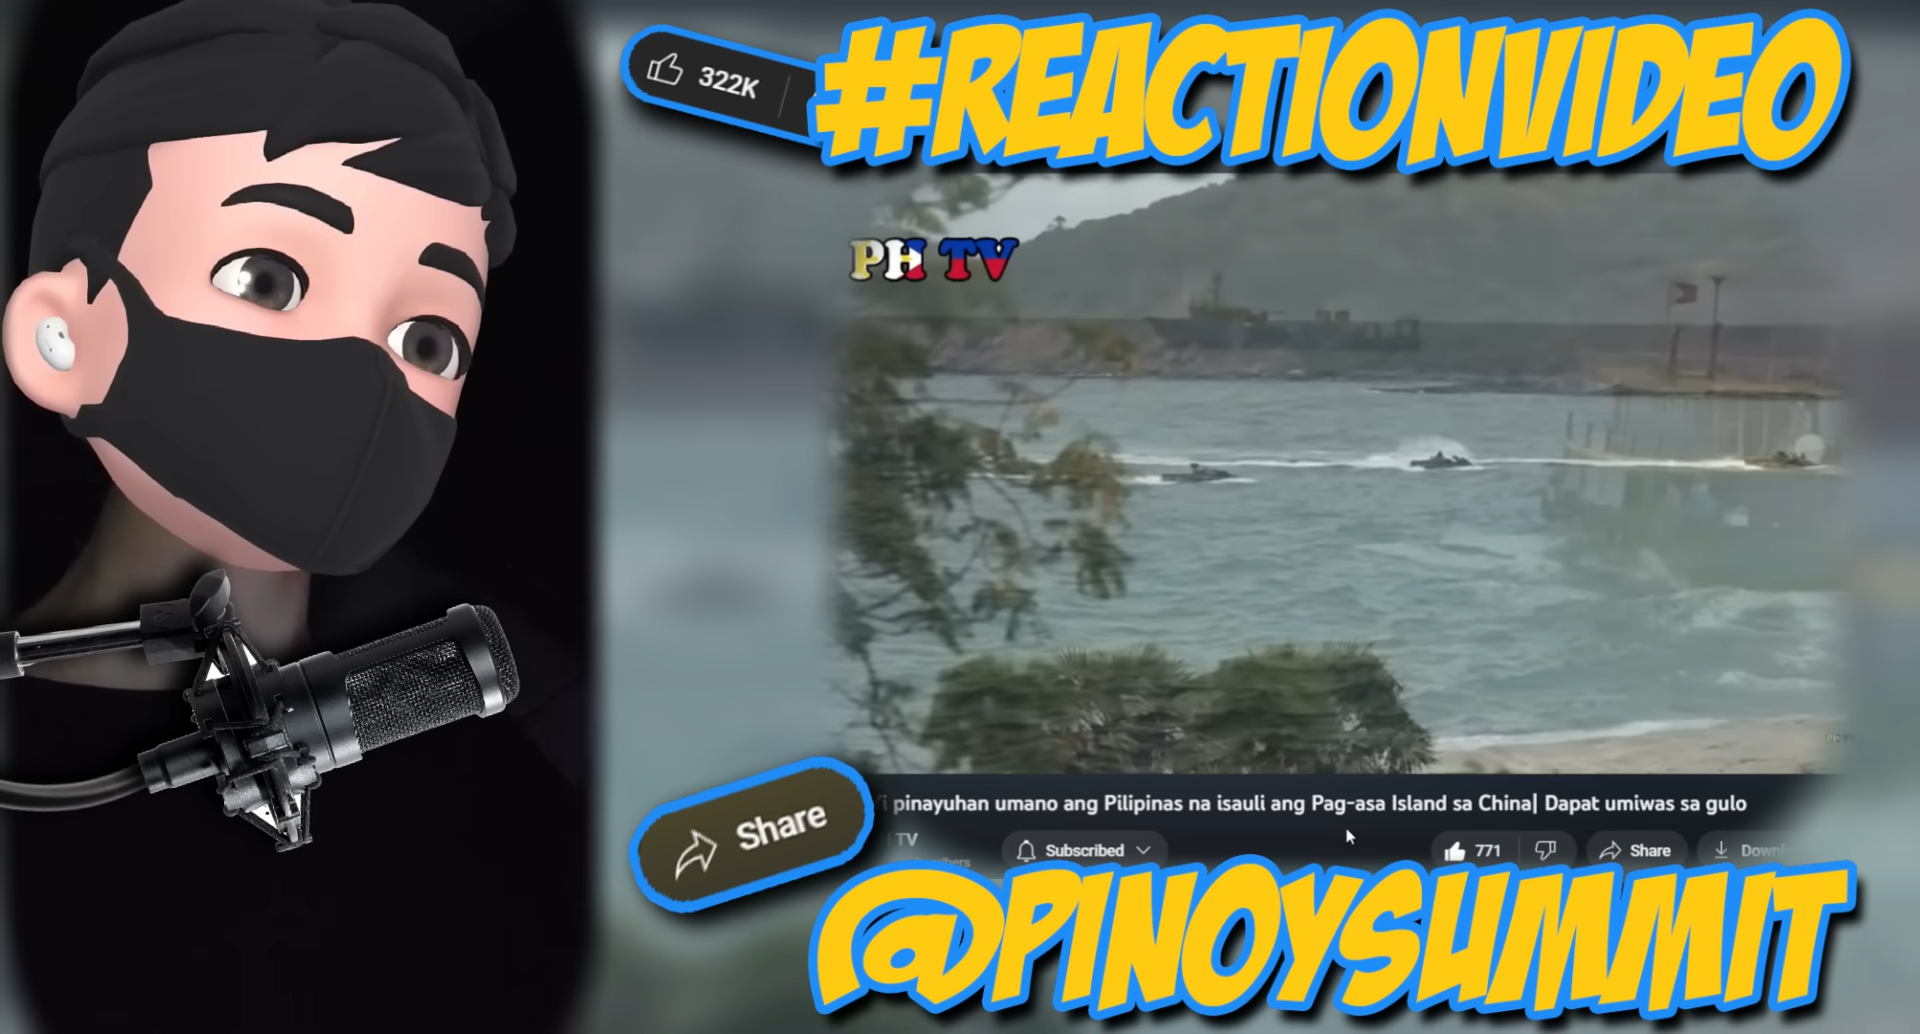 322K
#REACTIONVIDEO
PH TV
pinayuhan umano ang Pilipinas na isauli ang Pag-asa Island sa China| Dapat umiwas sa gulo
TV
Subscribed
771
Share
Share
@PINOYSUMMIT